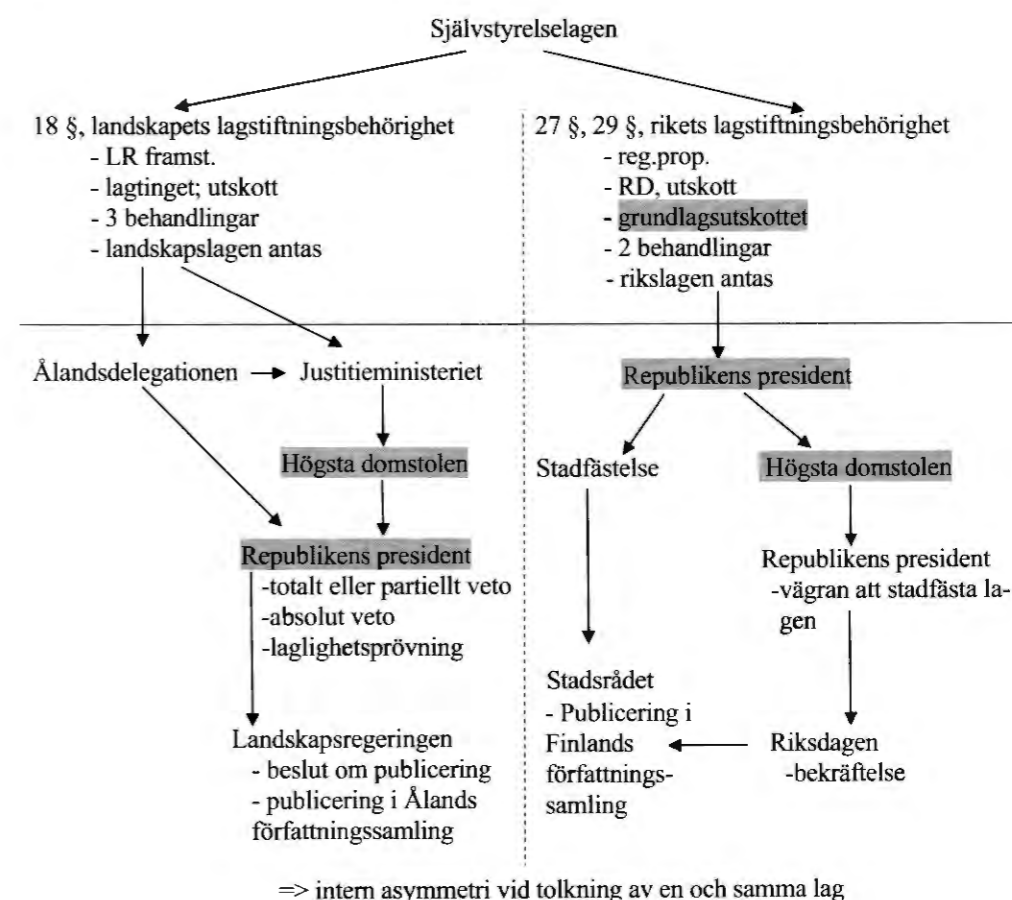 Självstyrelselagen
18 §, landskapets lagstiftningsbehörighet
- LR framst.
- lagtinget; utskott
- 3 behandlingar
- landskapslagen antas
27 §, 29 §, rikets lagstiftningsbehörighet
- reg.prop.
- RD, utskott
- grundlagsutskottet
- 2 behandlingar
- rikslagen antas
Ålandsdelegationen
Justitieministeriet
Högsta domstolen
Republikens president
-totalt eller partiellt veto
-absolut veto
-laglighetsprövning
Landskapsregeringen
- beslut om publicering
- publicering i Ålands
författningssamling
Republikens president
Stadfästelse
Högsta domstolen
Republikens president
-vägran att stadfästa la-
gen
Stadsrådet
- Publicering i
Finlands
författnings-
samling
Riksdagen
-bekräftelse
=> intern asymmetri vid tolkning av en och samma lag